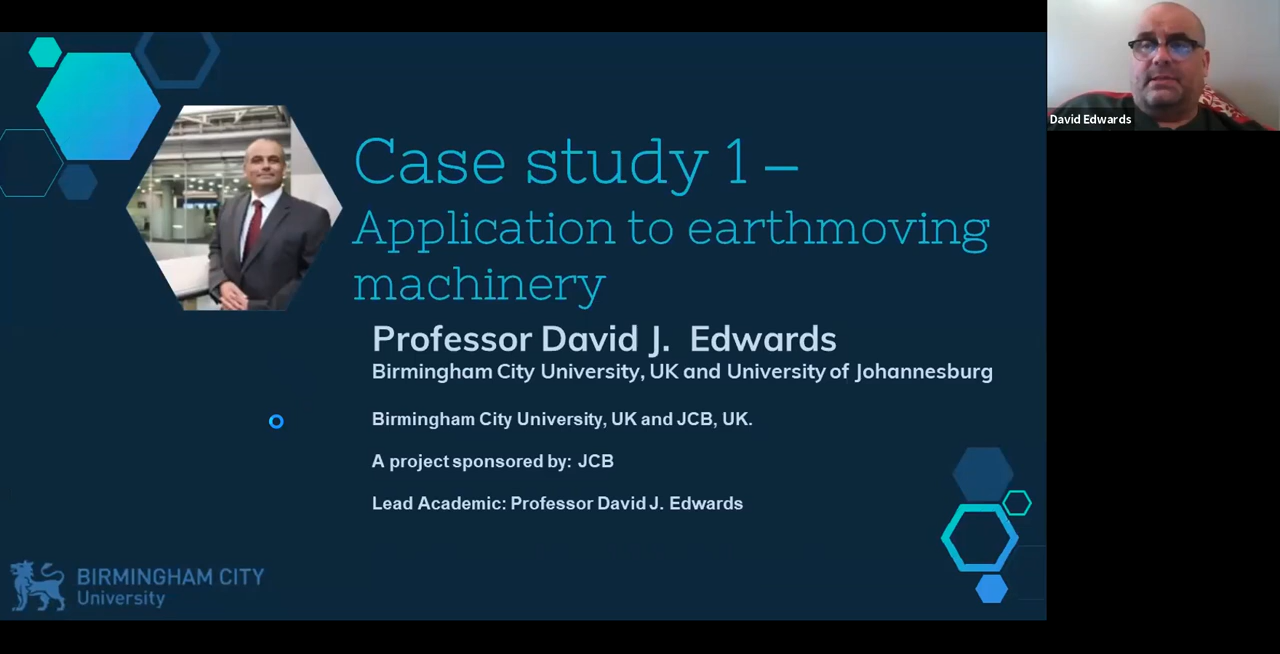 David Edwards
Case study 1 –
Application to earthmoving
machinery
Professor David J. Edwards
Birmingham City University, UK and University of Johannesburg
Birmingham City University, UK and JCB, UK.
A project sponsored by: JCB
Lead Academic: Professor David J. Edwards
BIRMINGHAM CITY
University